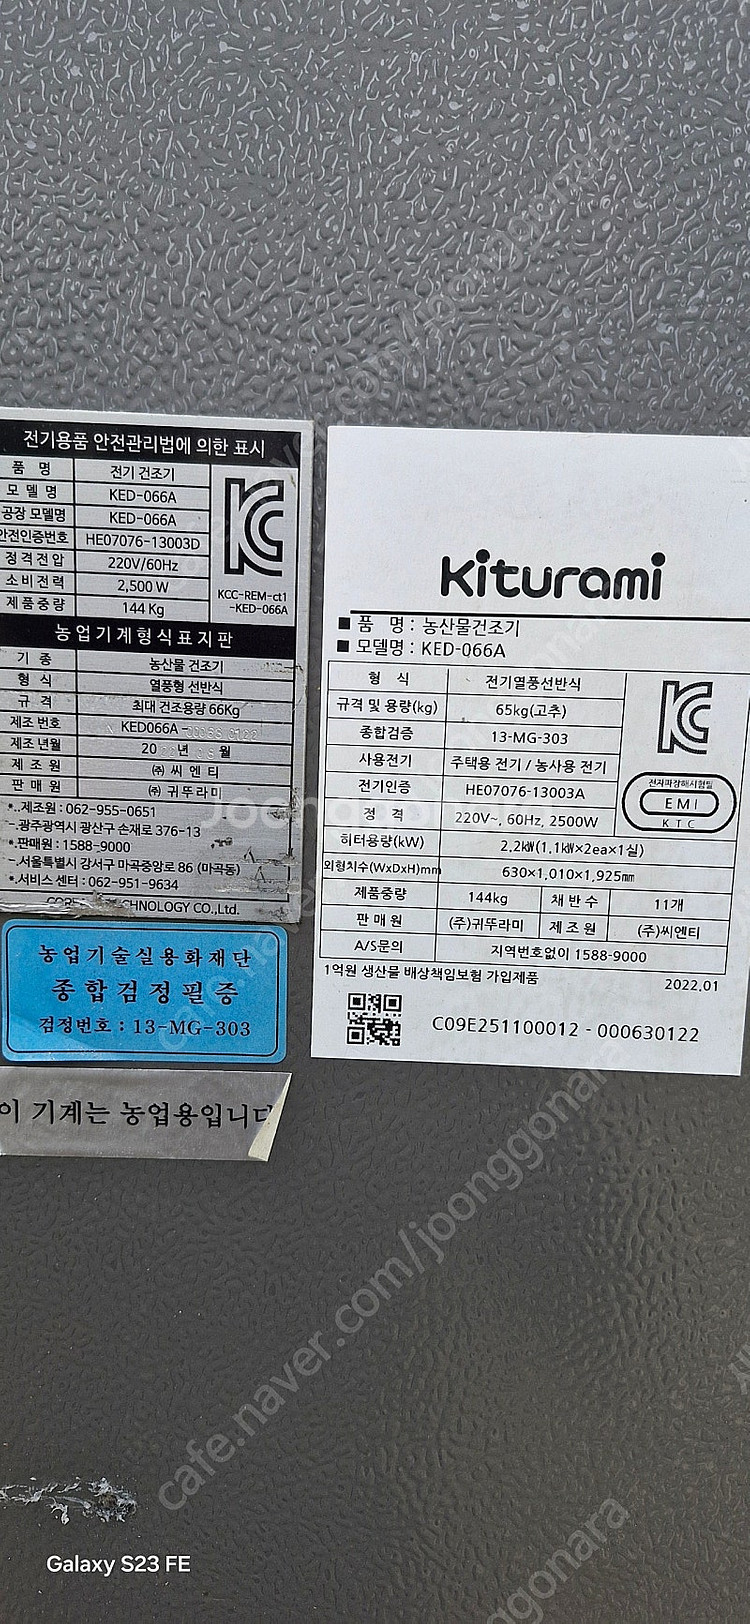 전기용품 안전관리법에 의한 표시
품 명 전기 건조기
모 델 명 KED-066A
공장 모델명 KED-066A
안전인증번호 HE07076-13003D
정격전압 220V/60Hz
소비전력 2,500 W
제품중량 144 Kg
KCC-REM-ct1
-KED-066A
농업기계형식표지판
기 종 농산물 건조기
형 식 열풍형 선반식
규 격 최대 건조용량 66Kg
제조 번호 KED066A
제조년월 20 년 월
제 조 원 ㈜ 씨 엔 티
판 매 원 ㈜ 귀 뚜 라 미
•.제조원 : 062-955-0651
-.광주광역시 광산구 손재로 376-13
•.판매원 : 1588-9000
-.서울특별시 강서구 마곡중앙로 86 (마곡동)
•.서비스 센터 : 062-951-9634
CO.,Ltd.
농업기술실용화재단
종합검정필증
검정번호 : 13-MG-303
이 기계는 농업용입니다
Kiturami
■ 품 명 : 농산물건조기
■ 모델명 : KED-066A
형 식 전기열풍선반식
규격 및 용량(kg) 65kg(고추)
종합검증 13-MG-303
사용전기 주택용 전기 / 농사용 전기
전기인증 HE07076-13003A
정 격 220V~, 60Hz, 2500W
히터용량(kW) 2.2kW(1.1kW×2ea×1실)
외형치수(WxDxH)mm 630×1,010×1,925mm
제품중량 144kg 채 반 수 11개
판 매 원 (주)귀뚜라미 제 조 원 (주)씨엔티
A/S문의 지역번호없이 1588-9000
전자파장해시험필
EMI
KTC
1억원 생산물 배상책임보험 가입제품 2022.01
C09E251100012 - 000630122
Joonggonara
cafe.naver.com/joonggonara
Galaxy S23 FE